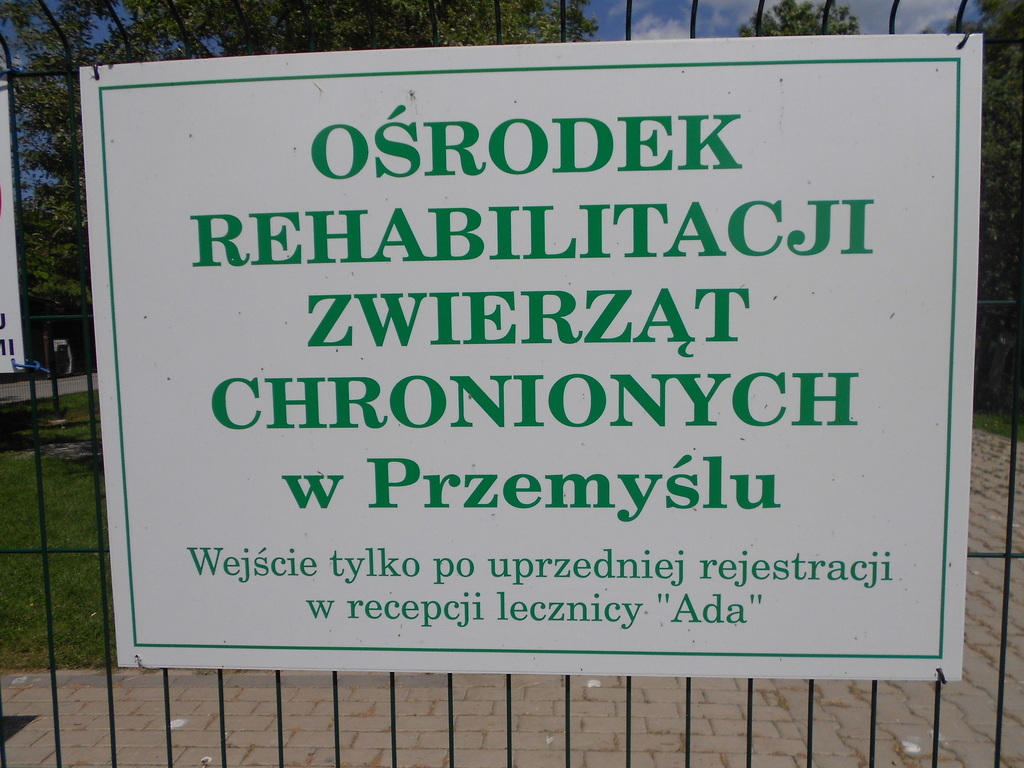 OŚRODEK
REHABILITACJI
ZWIERZĄT
CHRONIONYCH
w Przemyślu
Wejście tylko po uprzedniej rejestracji
w recepcji lecznicy "Ada"